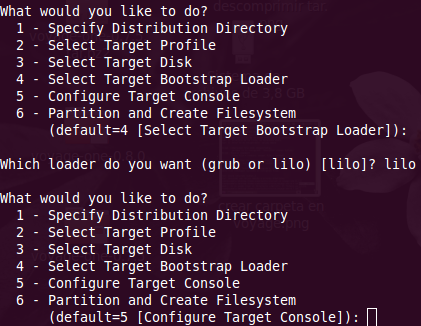 What would you like to do?
1 - Specify Distribution Directory
2 - Select Target Profile
3 - Select Target Disk
4 - Select Target Bootstrap Loader
5 - Configure Target Console
6 - Partition and Create Filesystem
(default=4 [Select Target Bootstrap Loader]):
Which loader do you want (grub or lilo) [lilo]? lilo
What would you like to do?
1 - Specify Distribution Directory
2 - Select Target Profile
3 - Select Target Disk
4 - Select Target Bootstrap Loader
5 - Configure Target Console
6 - Partition and Create Filesystem
(default=5 [Configure Target Console]):